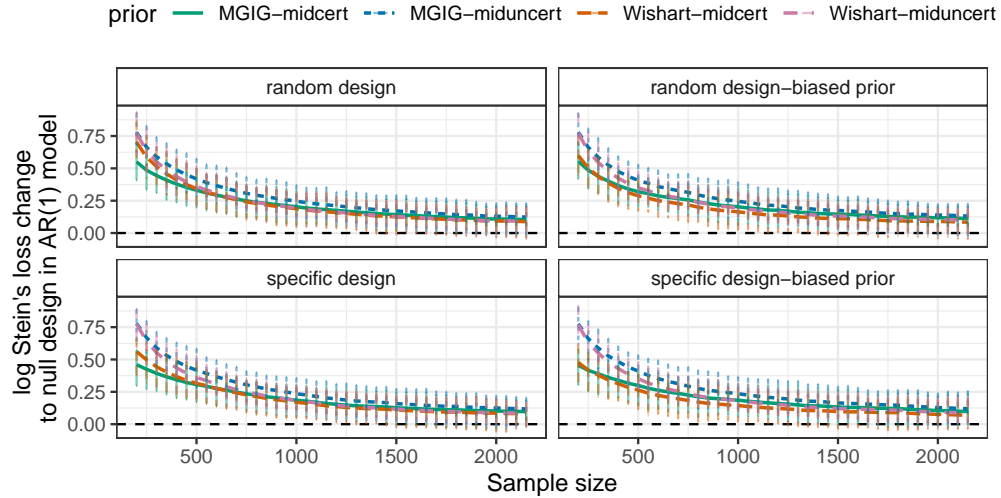 prior MGIG−midcert MGIG−miduncert Wishart−midcert Wishart−miduncert
random design
random design−biased prior
0.75
0.50
0.25
0.00
specific design
specific design−biased prior
0.75
0.50
0.25
0.00
500 1000 1500 2000
500 1000 1500 2000
Sample size
log Stein's loss change
to null design in AR(1) model